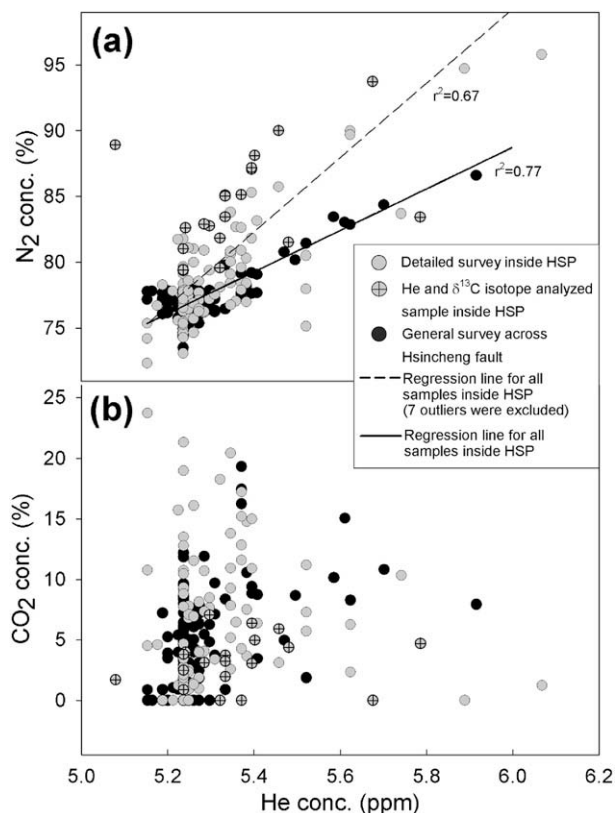 (a)
N2 conc. (%)
95
90
85
80
75
r2=0.67
r2=0.77
Detailed survey inside HSP
He and δ13C isotope analyzed
sample inside HSP
General survey across
Hsincheng fault
Regression line for all
samples inside HSP
(7 outliers were excluded)
Regression line for all
samples inside HSP
(b)
CO2 conc. (%)
25
20
15
10
5
0
5.0 5.2 5.4 5.6 5.8 6.0 6.2
He conc. (ppm)